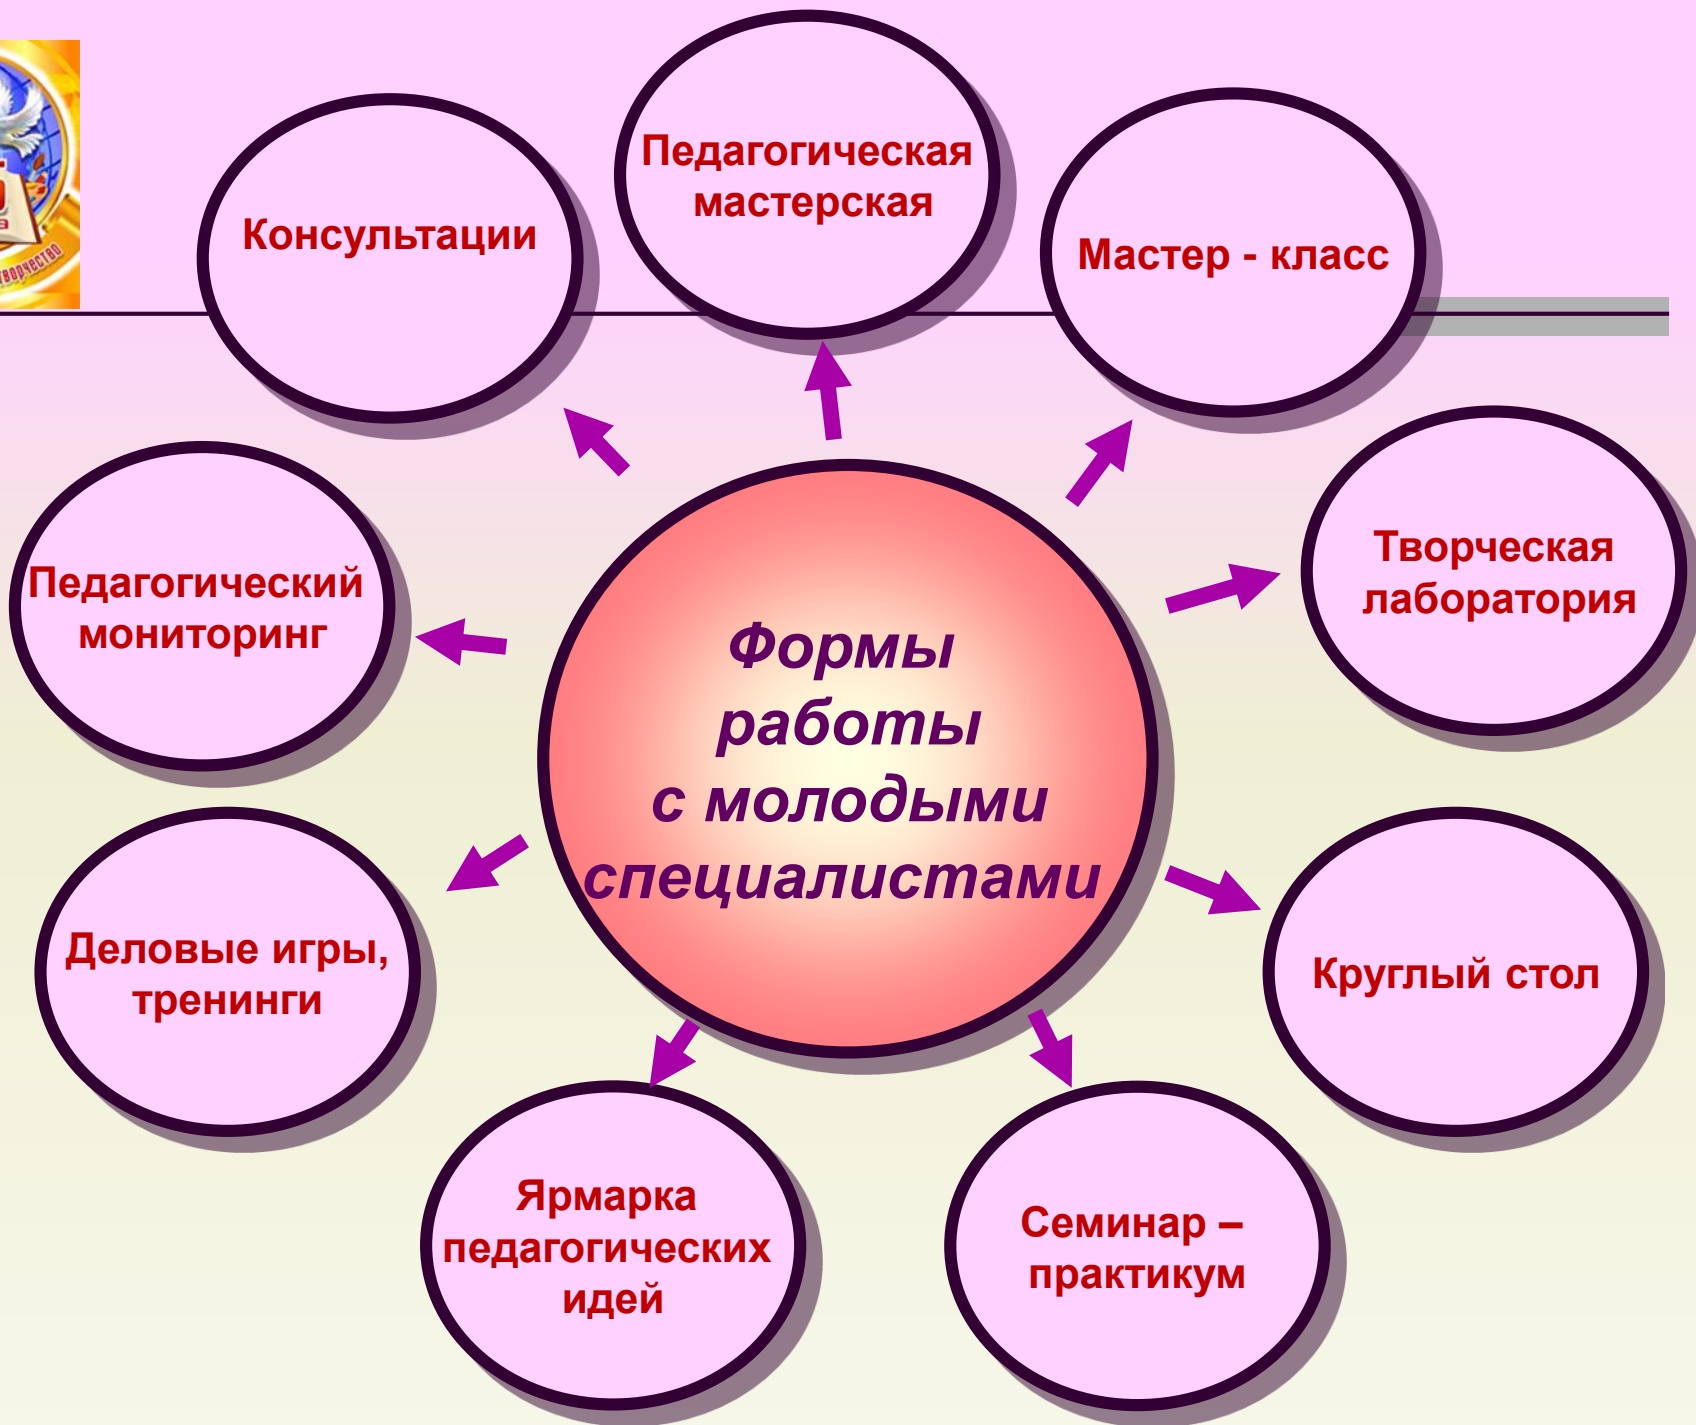 Педагогическая
мастерская
Консультации
Мастер - класс
Творческая
лаборатория
Педагогический
мониторинг
Формы
работы
с молодыми
специалистами
Деловые игры,
тренинги
Круглый стол
Ярмарка
педагогических
идей
Семинар –
практикум